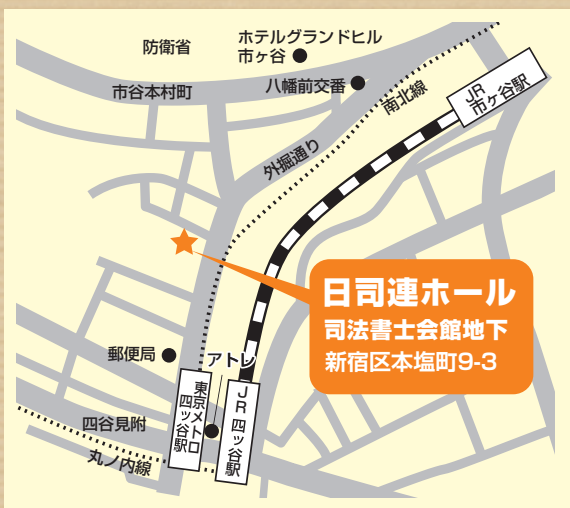 防衛省
ホテルグランドヒル
市ヶ谷
市谷本村町
八幡前交番
南北線
JR
市ヶ谷駅
外掘通り
日司連ホール
司法書士会館地下
新宿区本塩町9-3
郵便局
アトレ
東京メトロ
四ッ谷駅
JR 四ッ谷駅
四谷見附
丸ノ内線